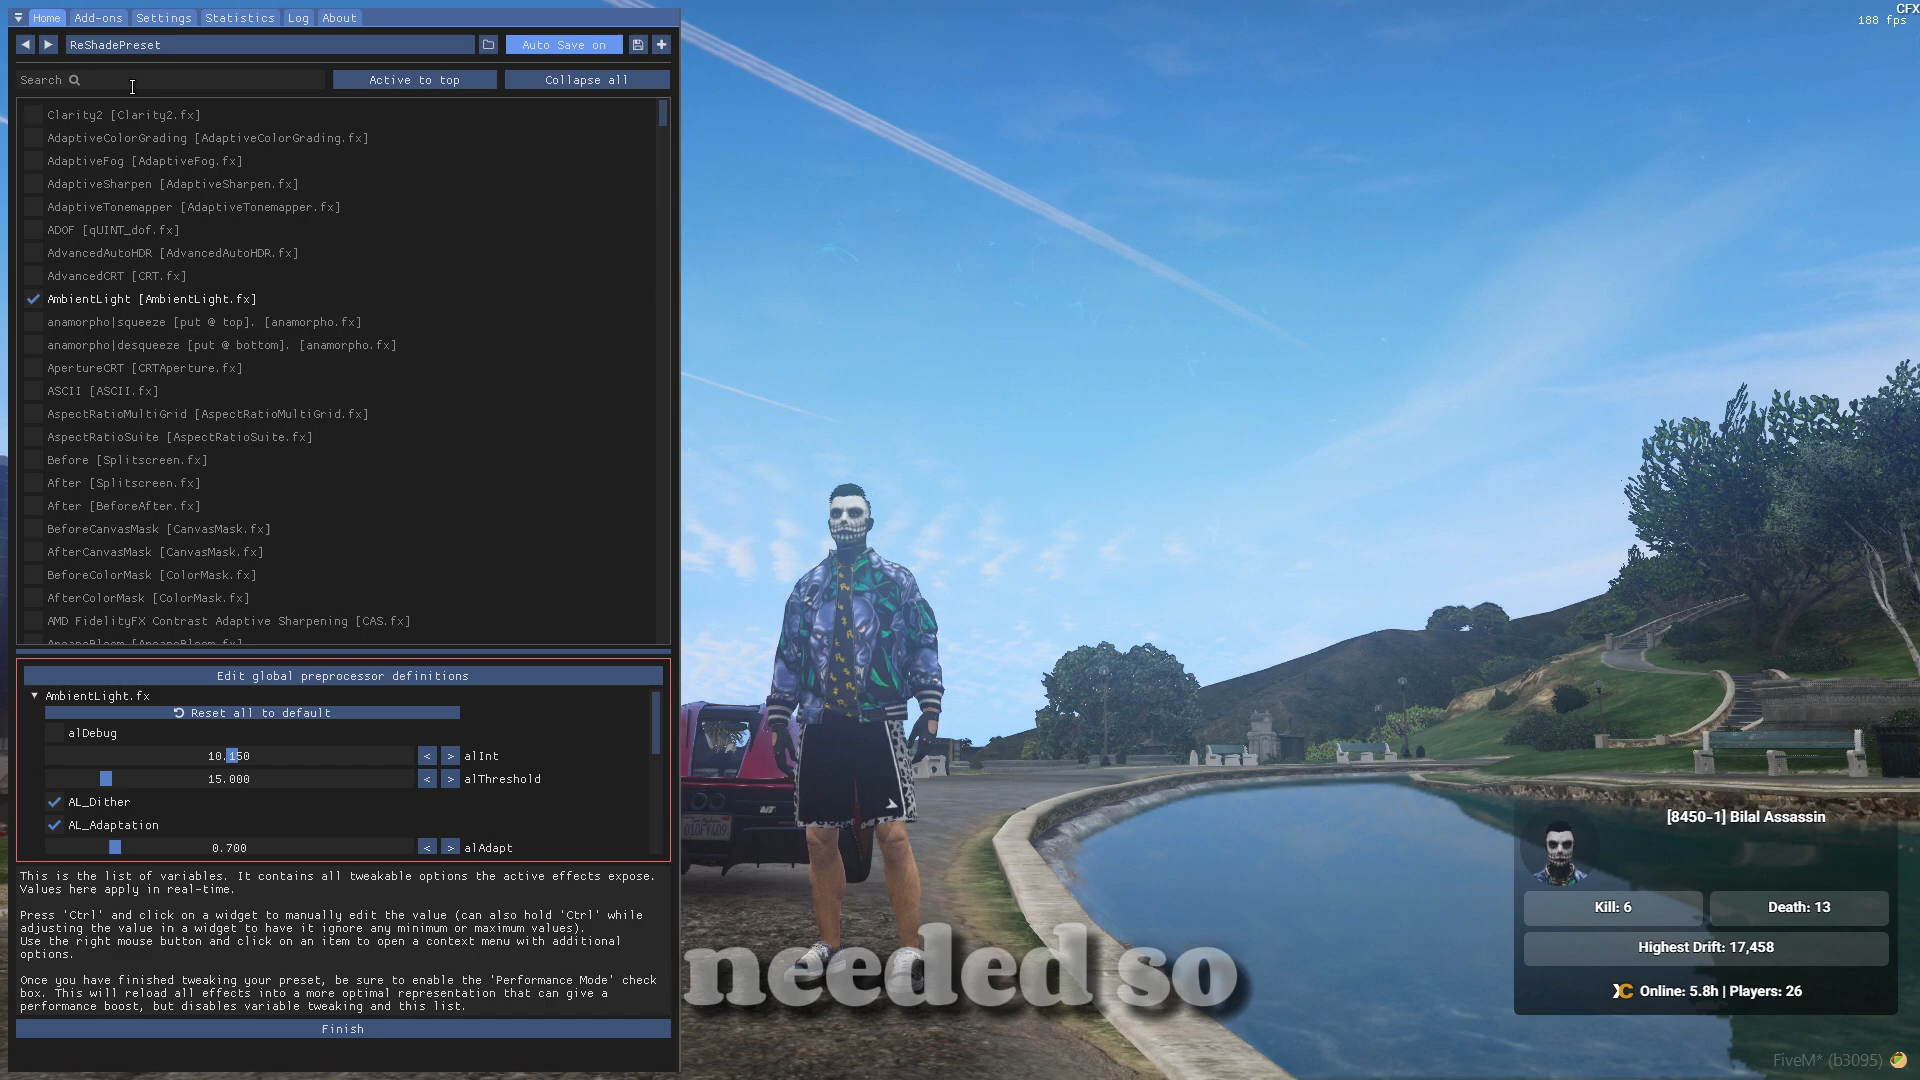 Home Add-ons Settings Statistics Log About
ReShadePreset Auto Save on
Search Active to top Collapse all
Clarity2 [Clarity2.fx]
AdaptiveColorGrading [AdaptiveColorGrading.fx]
AdaptiveFog [AdaptiveFog.fx]
AdaptiveSharpen [AdaptiveSharpen.fx]
AdaptiveTonemapper [AdaptiveTonemapper.fx]
ADOF [qUINT_dof.fx]
AdvancedAutoHDR [AdvancedAutoHDR.fx]
AdvancedCRT [CRT.fx]
AmbientLight [AmbientLight.fx]
anamorpho|squeeze [put @ top]. [anamorpho.fx]
anamorpho|desqueeze [put @ bottom]. [anamorpho.fx]
ApertureCRT [CRTAperture.fx]
ASCII [ASCII.fx]
AspectRatioMultiGrid [AspectRatioMultiGrid.fx]
AspectRatioSuite [AspectRatioSuite.fx]
Before [Splitscreen.fx]
After [Splitscreen.fx]
After [BeforeAfter.fx]
BeforeCanvasMask [CanvasMask.fx]
AfterCanvasMask [CanvasMask.fx]
BeforeColorMask [ColorMask.fx]
AfterColorMask [ColorMask.fx]
AMD FidelityFX Contrast Adaptive Sharpening [CAS.fx]
ArcaneBloom [ArcaneBloom.fx]
Edit global preprocessor definitions
AmbientLight.fx
Reset all to default
alDebug
10.150 < > alInt
15.000 < > alThreshold
AL_Dither
AL_Adaptation
0.700 < > alAdapt
This is the list of variables. It contains all tweakable options the active effects expose.
Values here apply in real-time.
Press 'Ctrl' and click on a widget to manually edit the value (can also hold 'Ctrl' while
adjusting the value in a widget to have it ignore any minimum or maximum values).
Use the right mouse button and click on an item to open a context menu with additional
options.
Once you have finished tweaking your preset, be sure to enable the 'Performance Mode' check
box. This will reload all effects into a more optimal representation that can give a
performance boost, but disables variable tweaking and this list.
Finish
CFX
188 fps
needed so
[8450-1] Bilal Assassin
Kill: 6 Death: 13
Highest Drift: 17,458
Online: 5.8h | Players: 26
FiveM* (b3095)